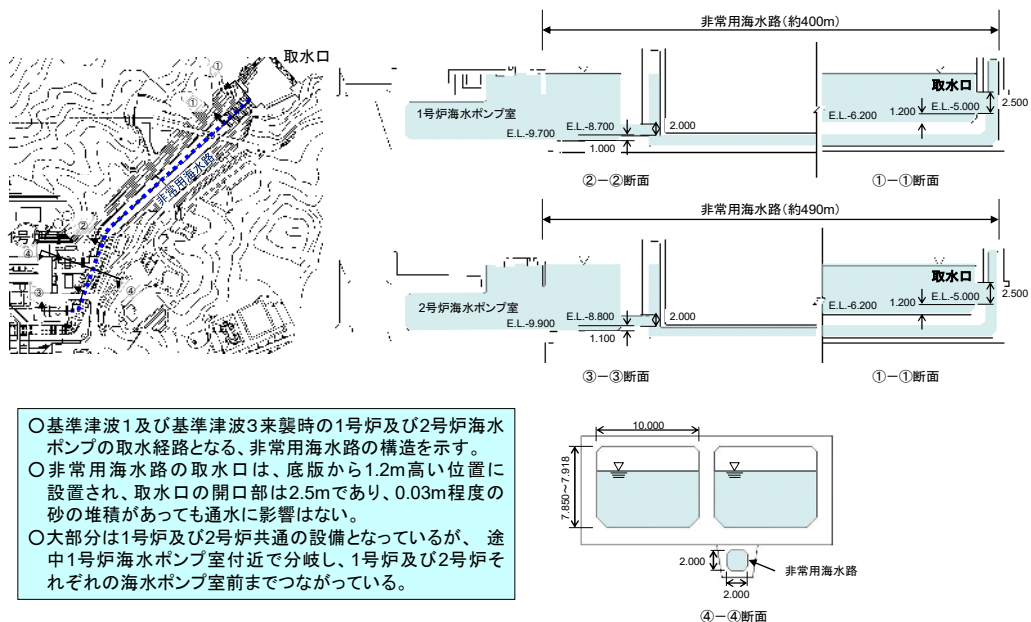 取水口
①
①
非常用海水路
②
1号炉
④
③
④
非常用海水路(約400m)
1号炉海水ポンプ室
E.L-9.700
E.L-8.700
2.000
1.000
取水口
E.L-5.000
1.200
E.L-6.200
2.500
②－②断面
①－①断面
非常用海水路(約490m)
2号炉海水ポンプ室
E.L-9.900
E.L-8.800
2.000
1.100
取水口
E.L-5.000
1.200
E.L-6.200
2.500
③－③断面
①－①断面
○基準津波1及び基準津波3来襲時の1号炉及び2号炉海水
ポンプの取水経路となる、非常用海水路の構造を示す。
○非常用海水路の取水口は、底版から1.2m高い位置に
設置され、取水口の開口部は2.5mであり、0.03m程度の
砂の堆積があっても通水に影響はない。
○大部分は1号炉及び2号炉共通の設備となっているが、 途
中1号炉海水ポンプ室付近で分岐し、1号炉及び2号炉そ
れぞれの海水ポンプ室前までつながっている。
10.000
7.850～7.918
2.000
非常用海水路
2.000
④－④断面